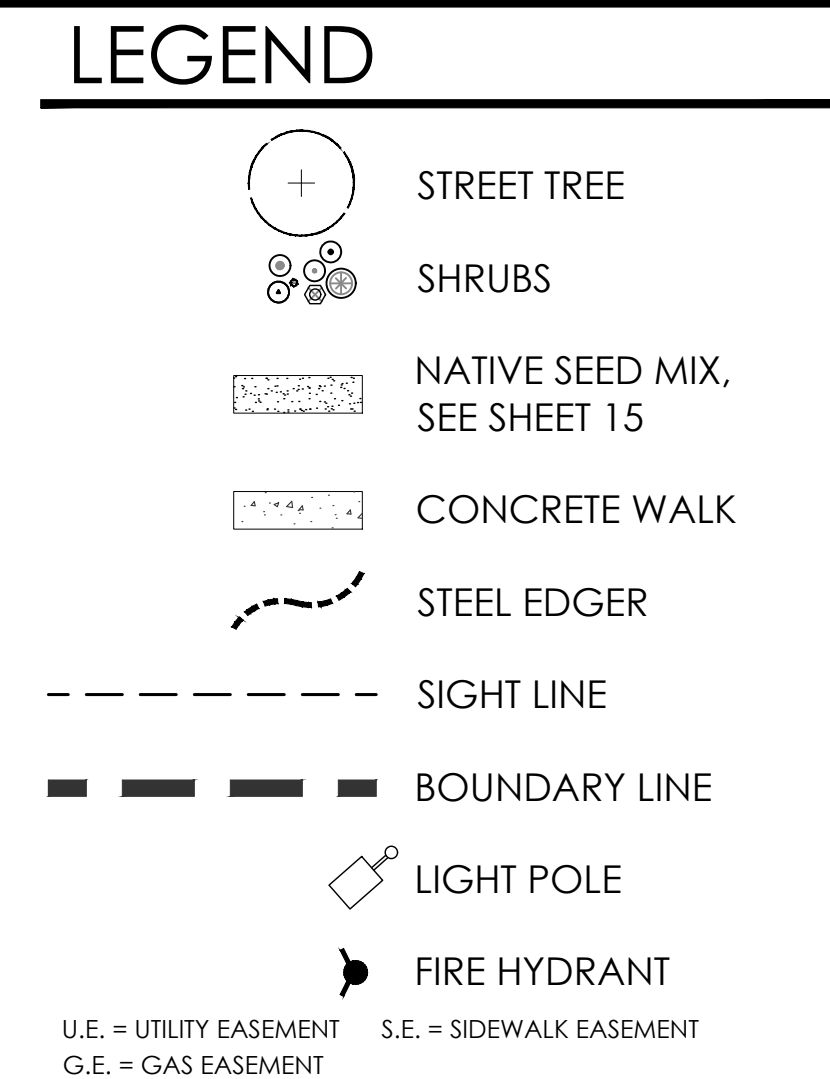 LEGEND
STREET TREE
SHRUBS
NATIVE SEED MIX,
SEE SHEET 15
CONCRETE WALK
STEEL EDGER
SIGHT LINE
BOUNDARY LINE
LIGHT POLE
FIRE HYDRANT
U.E. = UTILITY EASEMENT S.E. = SIDEWALK EASEMENT
G.E. = GAS EASEMENT